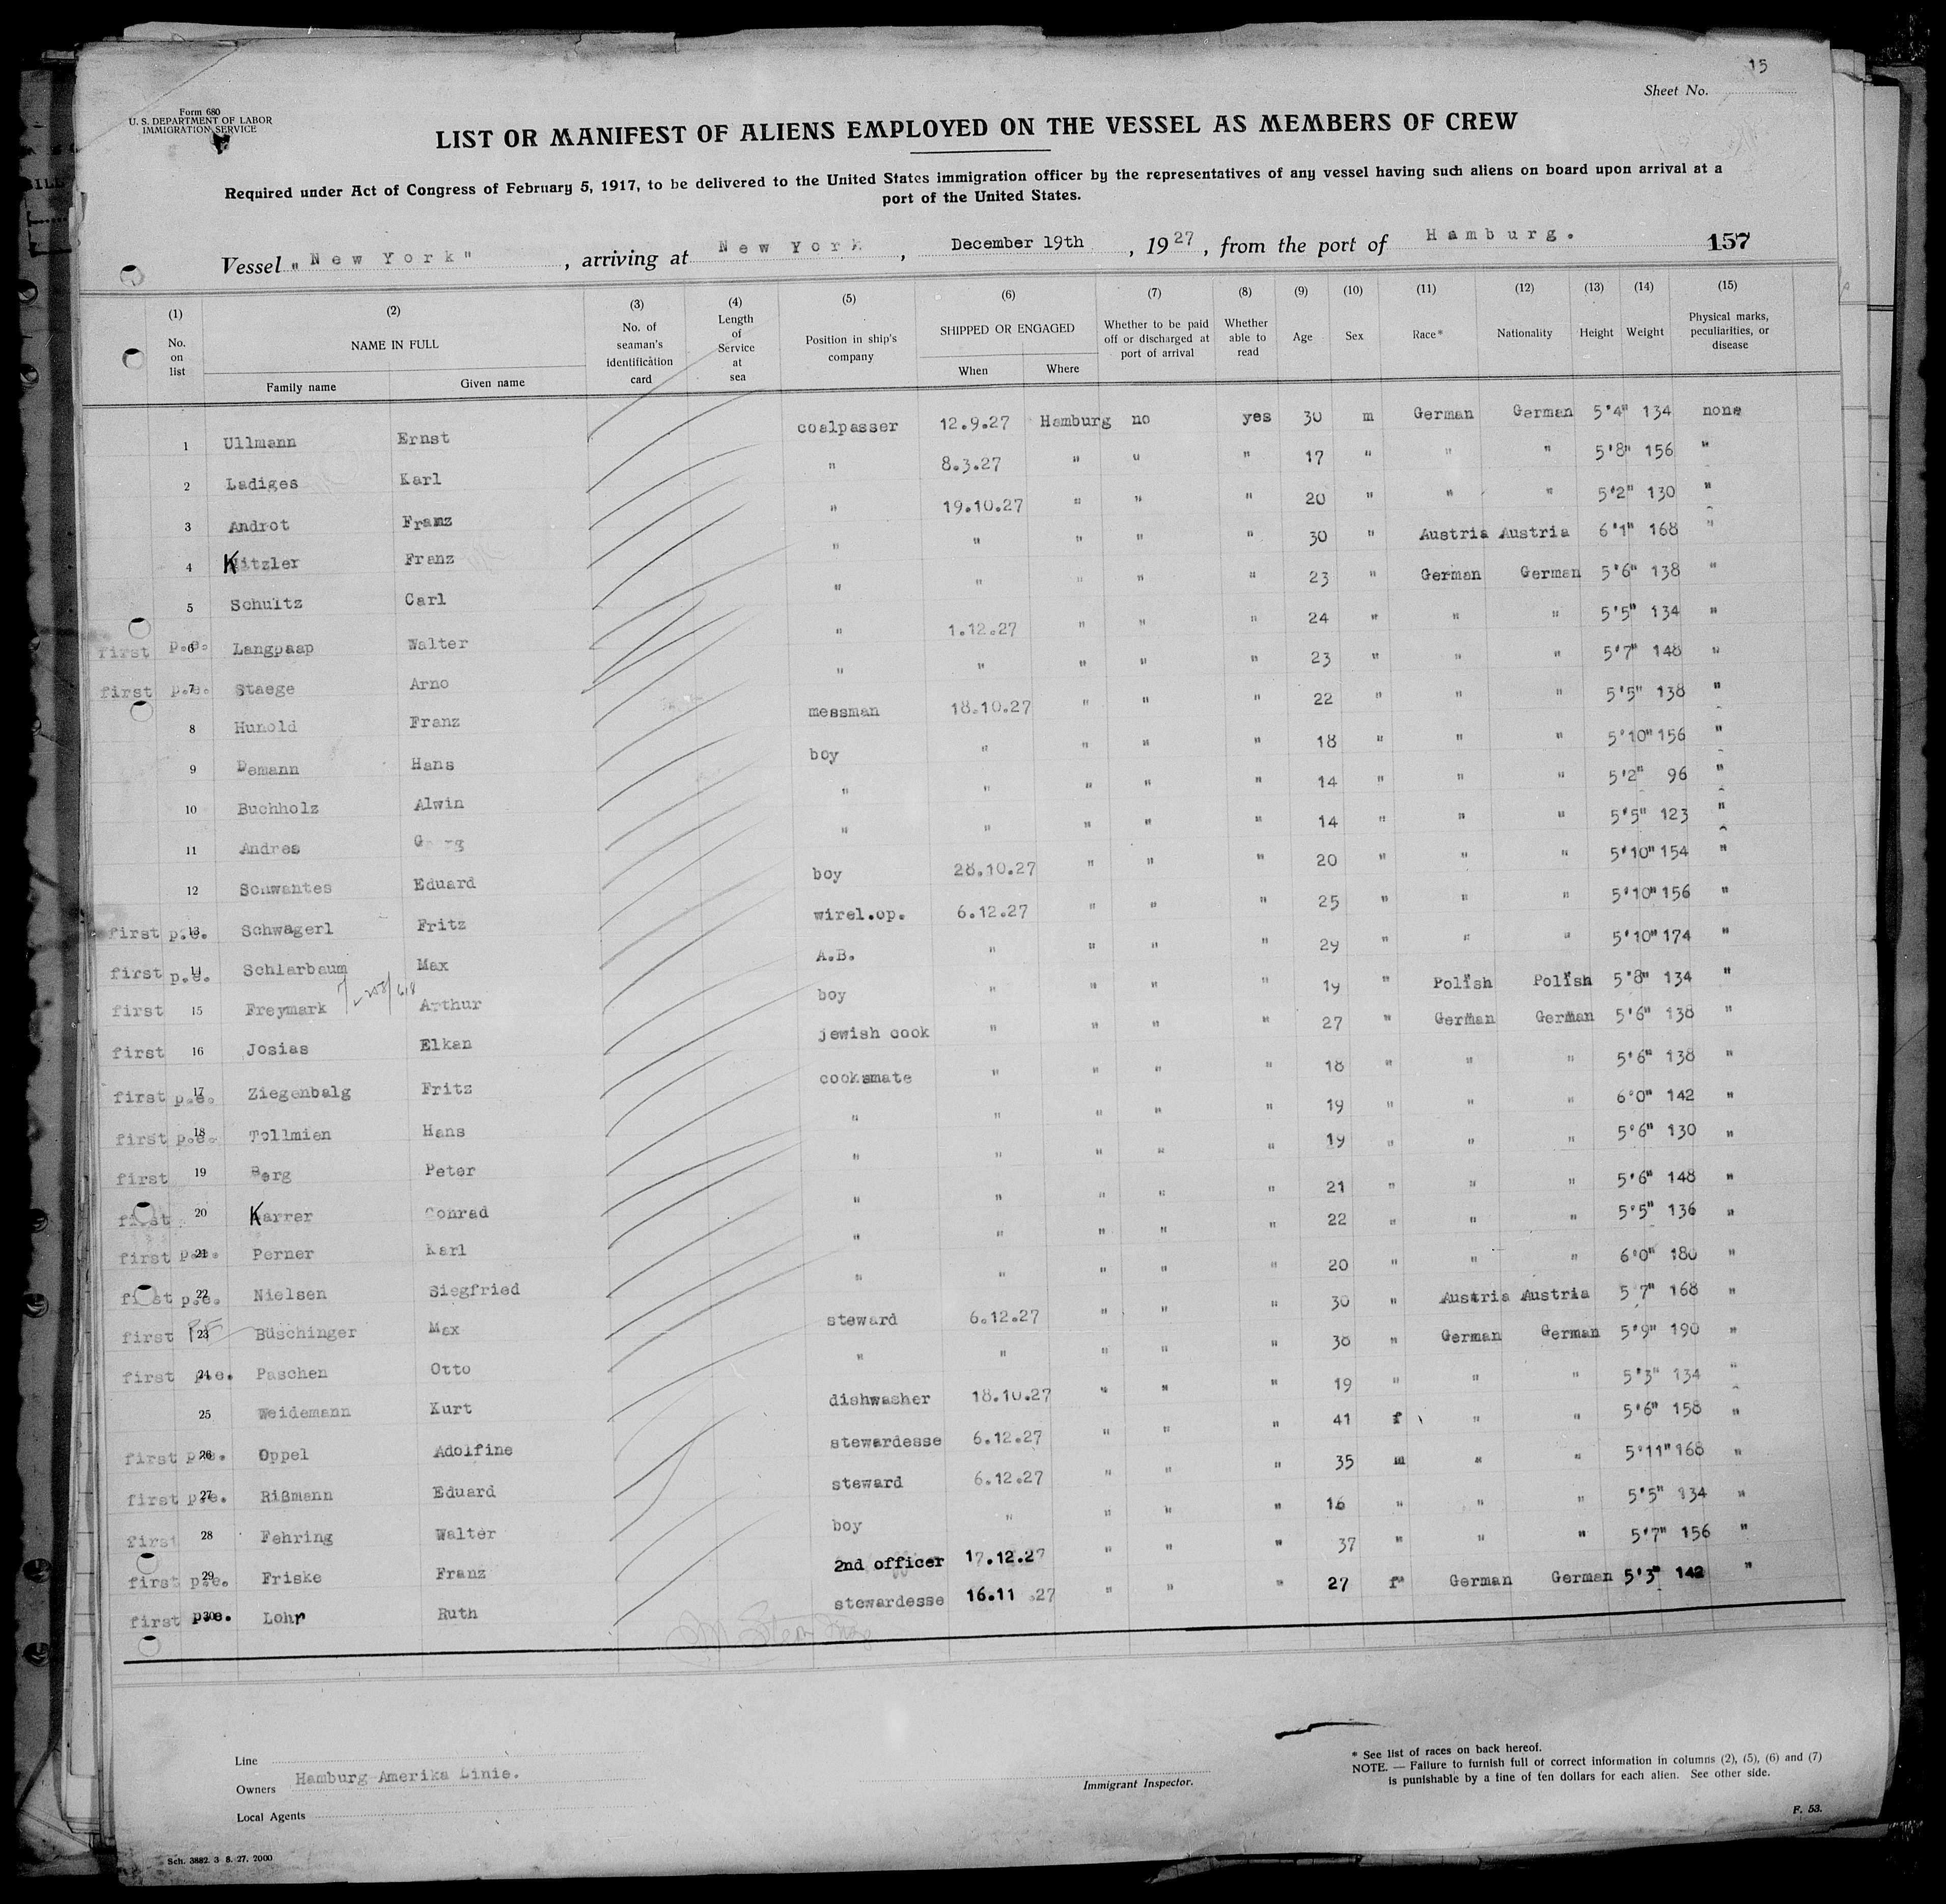 15
Sheet No.
Form 680
U. S. DEPARTMENT OF LABOR
IMMIGRATION SERVICE
LIST OR MANIFEST OF ALIENS EMPLOYED ON THE VESSEL AS MEMBERS OF CREW
Required under Act of Congress of February 5, 1917, to be delivered to the United States immigration officer by the representatives of any vessel having such aliens on board upon arrival at a
port of the United States.
Vessel "New York", arriving at New York, December 19th, 1927, from the port of Hamburg. 157
(1) (2) (3) (4) (5) (6) (7) (8) (9) (10) (11) (12) (13) (14) (15)
No. on list NAME IN FULL Family name Given name No. of seaman's identification card Length of Service at sea Position in ship's company SHIPPED OR ENGAGED When Where Whether to be paid off or discharged at port of arrival Whether able to read Age Sex Race* Nationality Height Weight Physical marks, peculiarities, or disease
1 Ullmann Ernst coalpasser 12.9.27 Hamburg no yes 30 m German German 5'4" 134 none
2 Ladiges Karl " 8.3.27 " " " 17 " " " 5'8" 156 "
3 Androt Franz " 19.10.27 " " " 20 " " " 5'2" 130 "
4 Kitzler Franz " " " " " 30 " Austria Austria 6'1" 168 "
5 Schultz Carl " " " " " 23 " German German 5'6" 138 "
first p.e. 6 Langpaap Walter " 1.12.27 " " " 24 " " " 5'5" 134 "
first p.e. 7 Staege Arno " " " " " 23 " " " 5'7" 148 "
8 Hunold Franz messman 18.10.27 " " " 22 " " " 5'5" 138 "
9 Demann Hans boy " " " " 18 " " " 5'10" 156 "
10 Buchholz Alwin " " " " " 14 " " " 5'2" 96 "
11 Andres " " " " " 14 " " " 5'5" 123 "
12 Schwantes Eduard boy 28.10.27 " " " 20 " " " 5'10" 154 "
first p.e. 13 Schwagerl Fritz wirel.op. 6.12.27 " " " 25 " " " 5'10" 156 "
first p.e. 14 Schlarbaum Max A.B. " " " " 29 " " " 5'10" 174 "
first 15 Freymark Arthur boy " " " " 19 " Polish Polish 5'8" 134 "
first 16 Josias Elkan jewish cook " " " " 27 " German German 5'6" 138 "
first p.e. 17 Ziegenbalg Fritz cooksmate " " " " 18 " " " 5'6" 138 "
first p.e. 18 Tollmien Hans " " " " " 19 " " " 6'0" 142 "
first 19 Berg Peter " " " " " 19 " " " 5'6" 130 "
first 20 Karrer Conrad " " " " " 21 " " " 5'6" 148 "
first p.e. 21 Perner Karl " " " " " 22 " " " 5'5" 136 "
first p.e. 22 Nielsen Siegfried " " " " " 20 " " " 6'0" 180 "
first 23 Büschinger Max steward 6.12.27 " " " 30 " Austria Austria 5'7" 168 "
first p.e. 24 Paschen Otto " " " " " 38 " German German 5'9" 190 "
25 Weidemann Kurt dishwasher 18.10.27 " " " 19 " " " 5'3" 134 "
first p.e. 26 Oppel Adolfine stewardesse 6.12.27 " " " 41 f " " 5'6" 158 "
first p.e. 27 Rißmann Eduard steward 6.12.27 " " " 35 m " " 5'11" 168 "
first 28 Fehring Walter boy " " " " 16 " " " 5'5" 134 "
first p.e. 29 Friske Franz 2nd officer 17.12.27 " " " 37 " " " 5'7" 156 "
first p.e. 30 Lohr Ruth stewardesse 16.11.27 " " " 27 f" German German 5'3" 142 "
Line
Owners Hamburg-Amerika Linie.
Local Agents
Immigrant Inspector.
* See list of races on back hereof.
NOTE. — Failure to furnish full or correct information in columns (2), (5), (6) and (7)
is punishable by a fine of ten dollars for each alien. See other side.
F. 53.
Sch. 3882. 3 8. 27. 2000